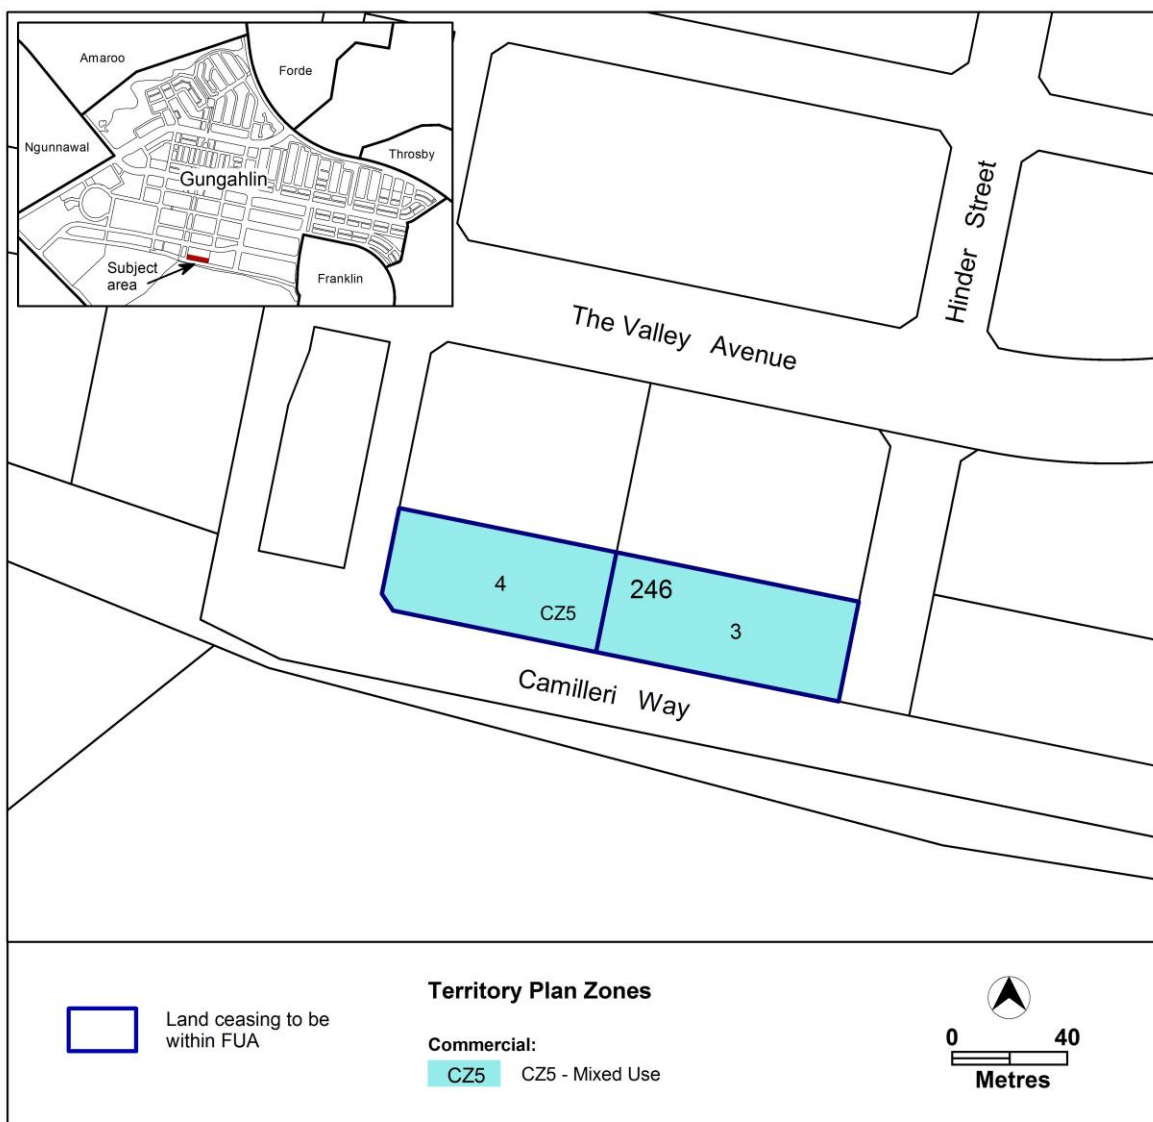 Amaroo
Forde
Ngunnawal
Throsby
Gungahlin
Subject
area
Franklin
Hinder Street
The Valley Avenue
4
CZ5
246
3
Camilleri Way
Land ceasing to be
within FUA
Territory Plan Zones
Commercial:
CZ5
CZ5 - Mixed Use
0 40
Metres